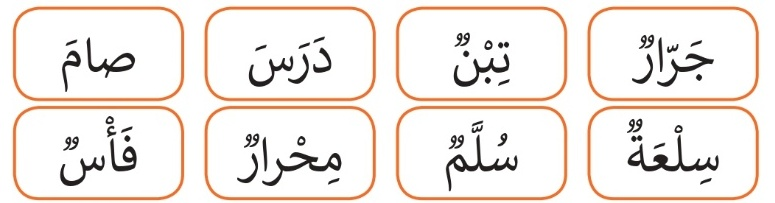 جَرّارٌ تِبْنٌ دَرَسَ صامَ
سِلْعَةٌ سُلَّمٌ مِحْرارٌ فَأْسٌ